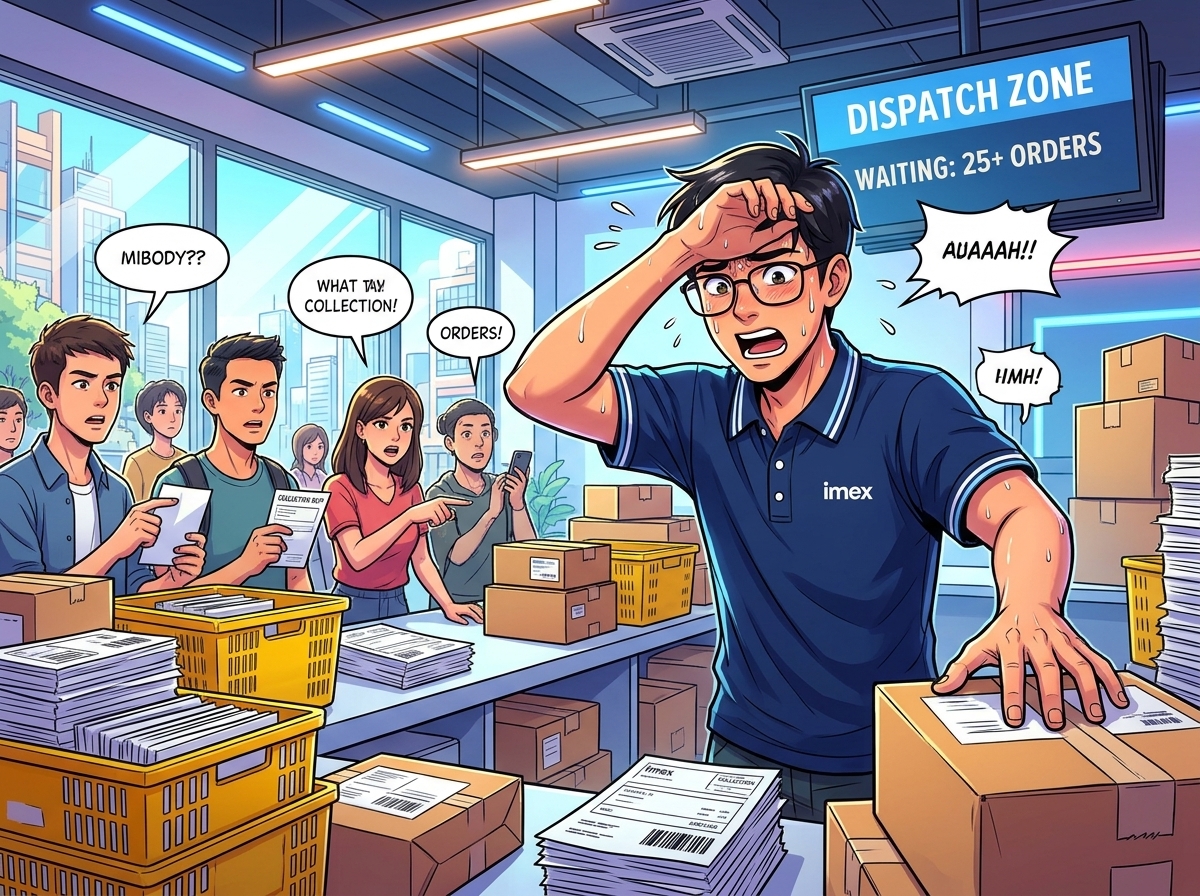 DISPATCH ZONE
WAITING: 25+ ORDERS
MIBODY??
WHAT TAY
COLLECTION!
ORDERS!
AUAAAH!!
HMH!
imex
imex